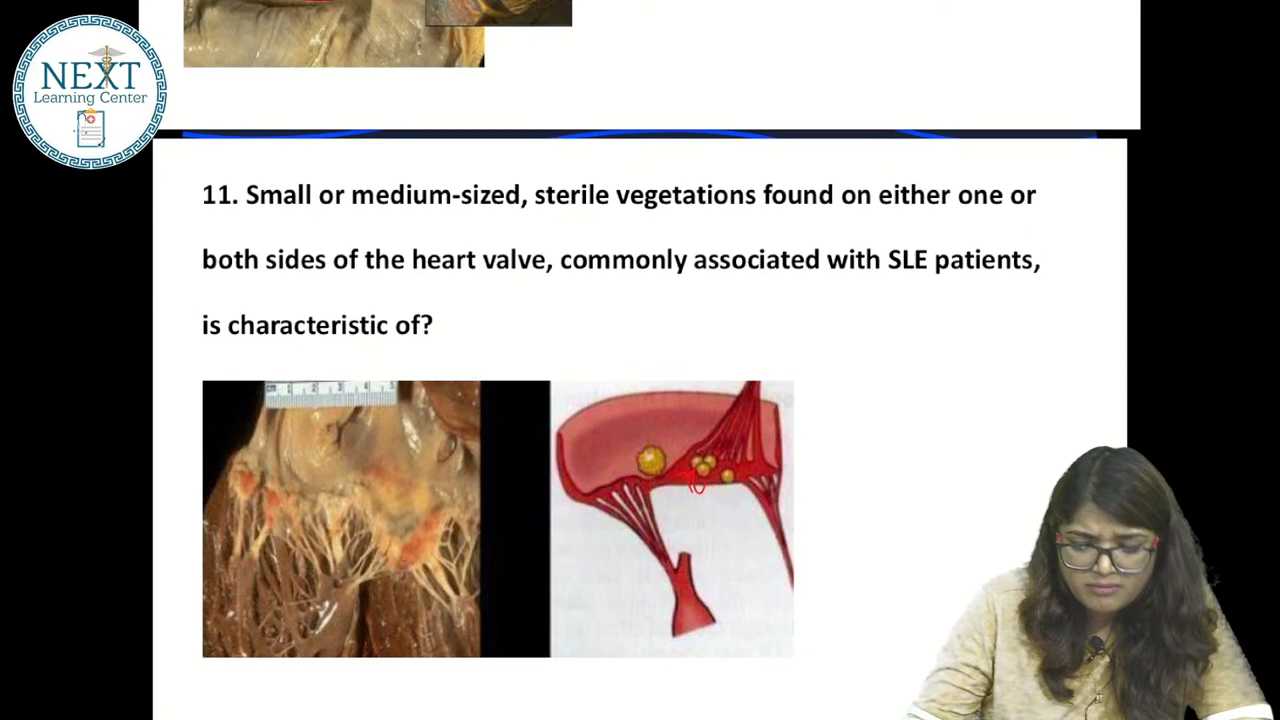 NEXT
Learning Center
11. Small or medium-sized, sterile vegetations found on either one or
both sides of the heart valve, commonly associated with SLE patients,
is characteristic of?